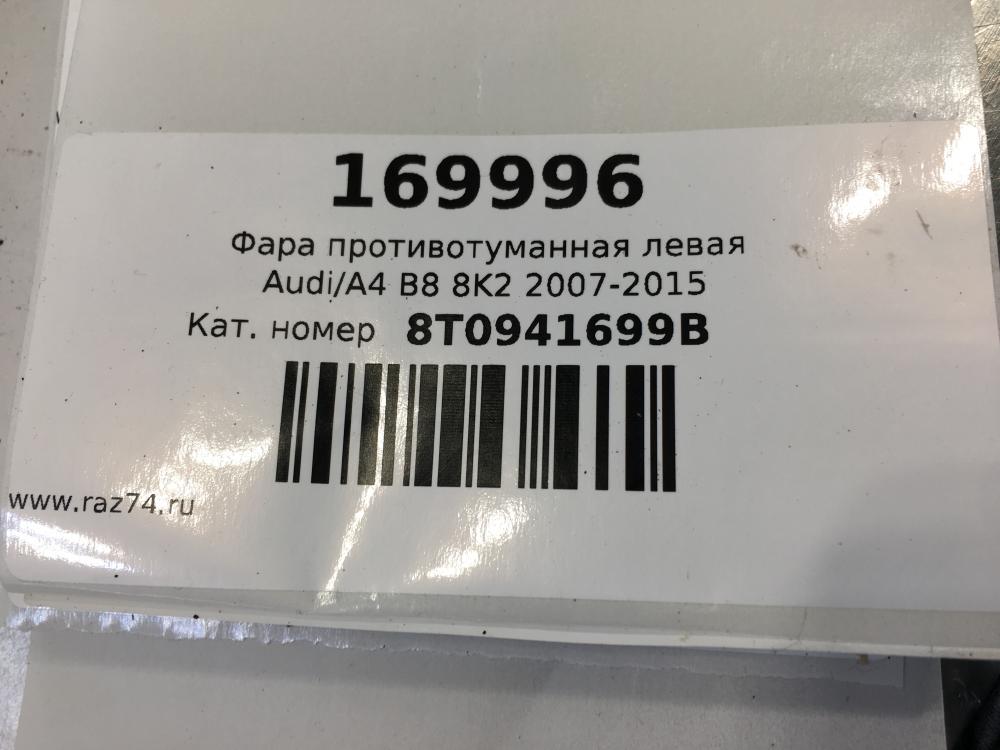 169996
Фара противотуманная левая
Audi/A4 B8 8K2 2007-2015
Кат. номер 8T0941699B
www.raz74.ru